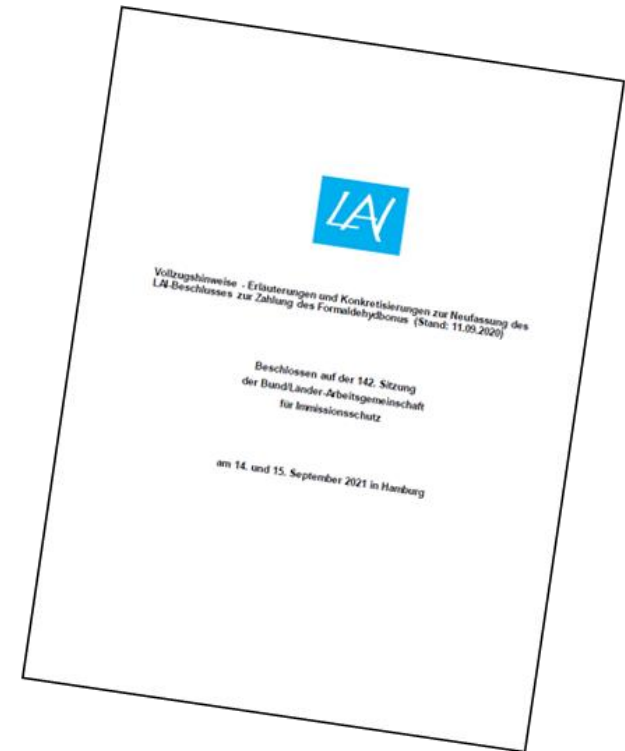 LAI
Vollzugshinweise - Erläuterungen und Konkretisierungen zur Neufassung des
LAI-Beschlusses zur Zahlung des Formaldehydbonus (Stand: 11.09.2020)
Beschlossen auf der 142. Sitzung
der Bund/Länder-Arbeitsgemeinschaft
für Immissionsschutz
am 14. und 15. September 2021 in Hamburg